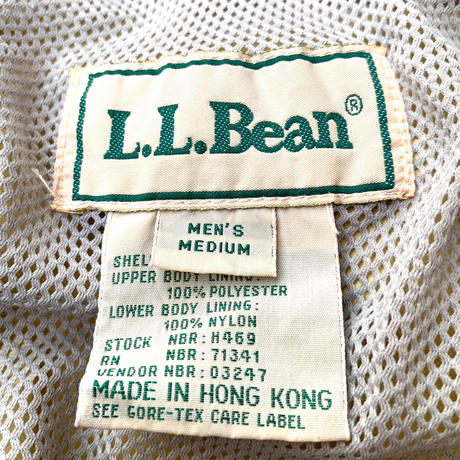 L.L.Bean®
MEN'S
MEDIUM
UPPER BODY LINING:
100% POLYESTER
LOWER BODY LINING:
100% NYLON
STOCK NBR: H469
RN NBR: 71341
VENDOR NBR: 03247
MADE IN HONG KONG
SEE GORE-TEX CARE LABEL